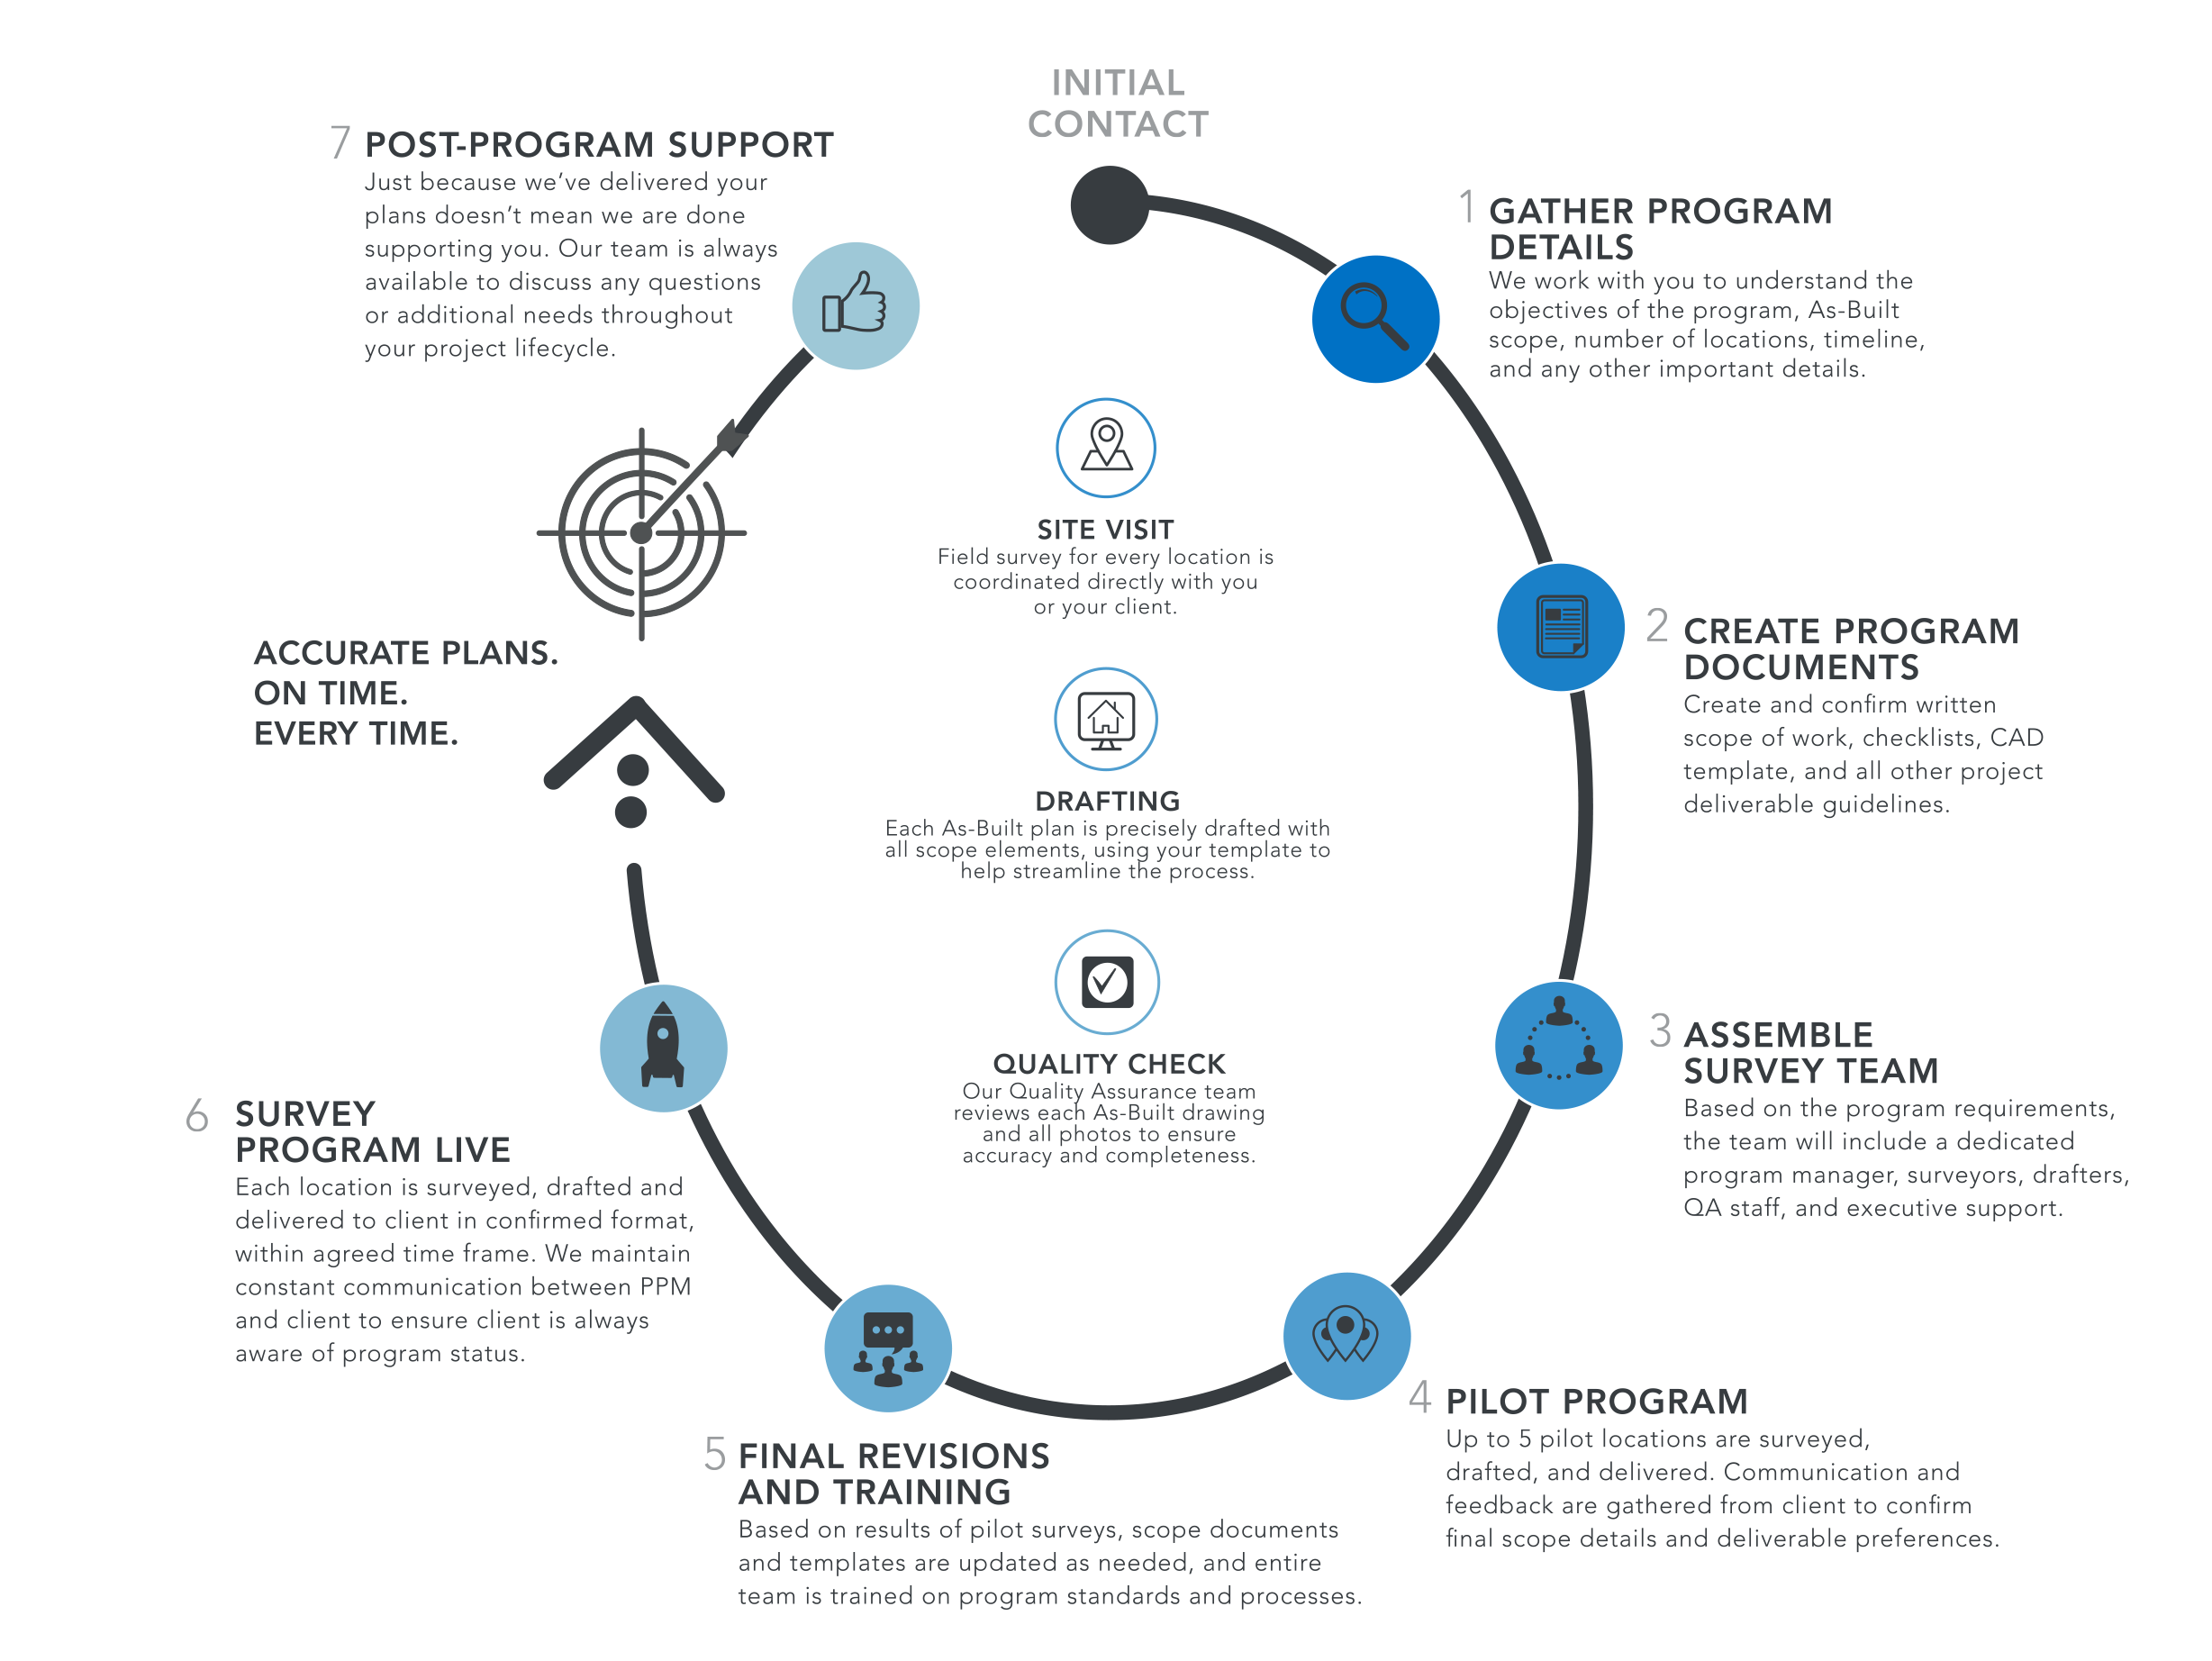 INITIAL
CONTACT
1 GATHER PROGRAM
DETAILS
We work with you to understand the
objectives of the program, As-Built
scope, number of locations, timeline,
and any other important details.
2 CREATE PROGRAM
DOCUMENTS
Create and confirm written
scope of work, checklists, CAD
template, and all other project
deliverable guidelines.
3 ASSEMBLE
SURVEY TEAM
Based on the program requirements,
the team will include a dedicated
program manager, surveyors, drafters,
QA staff, and executive support.
4 PILOT PROGRAM
Up to 5 pilot locations are surveyed,
drafted, and delivered. Communication and
feedback are gathered from client to confirm
final scope details and deliverable preferences.
5 FINAL REVISIONS
AND TRAINING
Based on results of pilot surveys, scope documents
and templates are updated as needed, and entire
team is trained on program standards and processes.
6 SURVEY
PROGRAM LIVE
Each location is surveyed, drafted and
delivered to client in confirmed format,
within agreed time frame. We maintain
constant communication between PPM
and client to ensure client is always
aware of program status.
ACCURATE PLANS.
ON TIME.
EVERY TIME.
7 POST-PROGRAM SUPPORT
Just because we’ve delivered your
plans doesn’t mean we are done
supporting you. Our team is always
available to discuss any questions
or additional needs throughout
your project lifecycle.
SITE VISIT
Field survey for every location is
coordinated directly with you
or your client.
DRAFTING
Each As-Built plan is precisely drafted with
all scope elements, using your template to
help streamline the process.
QUALITY CHECK
Our Quality Assurance team
reviews each As-Built drawing
and all photos to ensure
accuracy and completeness.